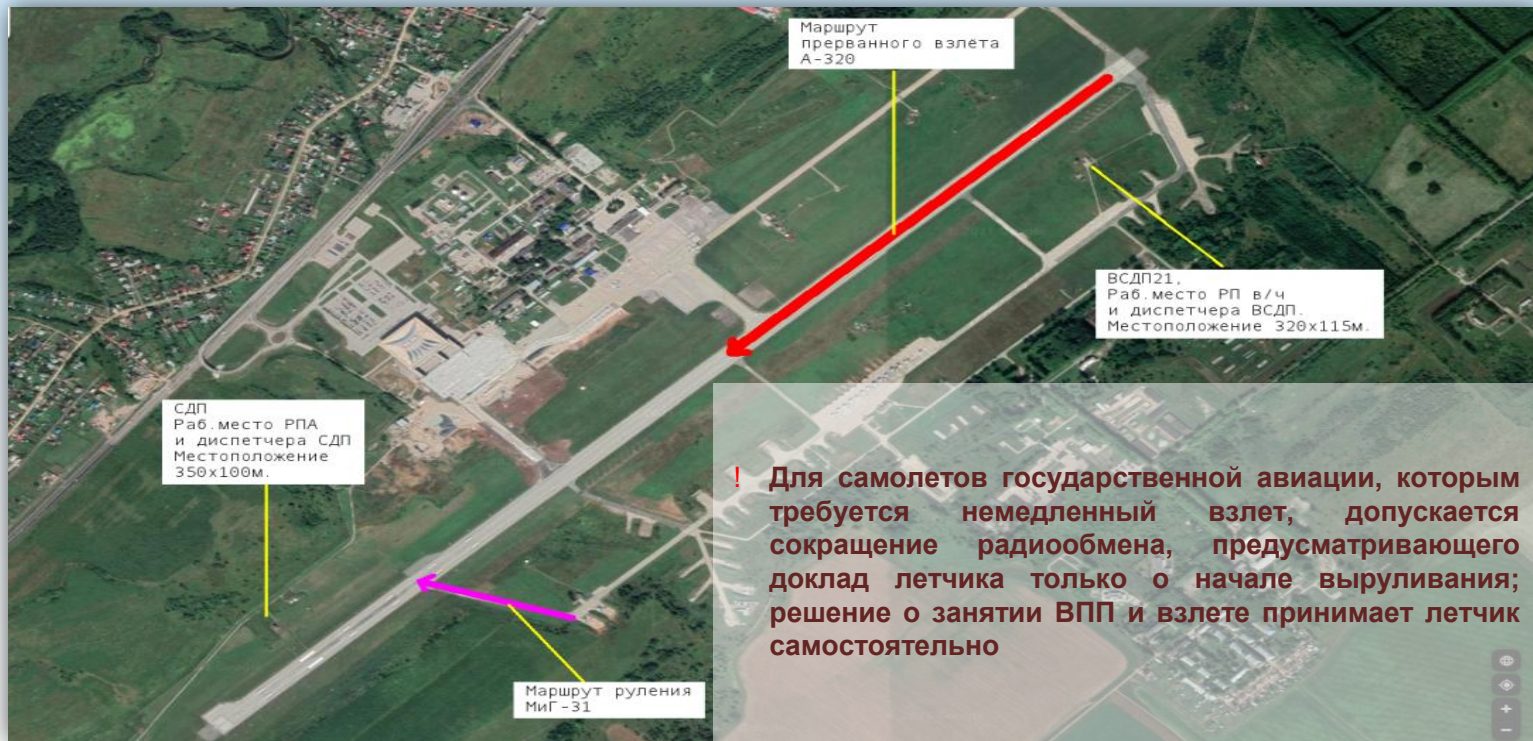 Маршрут
прерванного взлёта
А-320
ВСДП21,
Раб.место РП в/ч
и диспетчера ВСДП.
Местоположение 320х115м.
СДП
Раб.место РПА
и диспетчера СДП
Местоположение
350х100м.
! Для самолетов государственной авиации, которым
требуется немедленный взлет, допускается
сокращение радиообмена, предусматривающего
доклад летчика только о начале выруливания;
решение о занятии ВПП и взлете принимает летчик
самостоятельно
Маршрут руления
МиГ-31